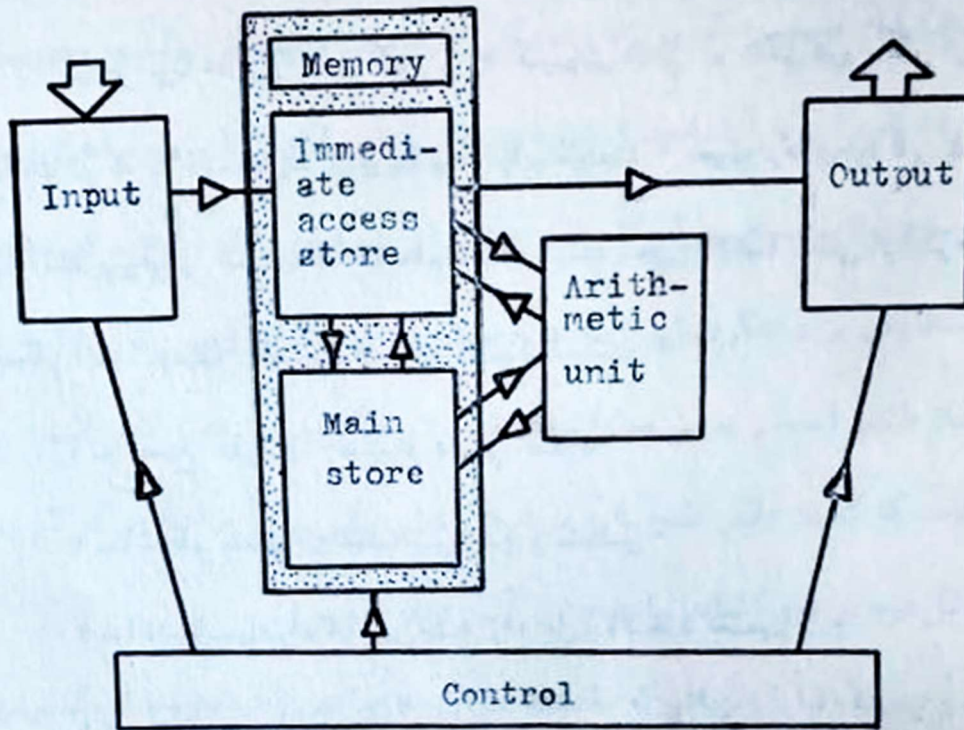 Memory
Input
Immedi-
ate
access
store
Output
Arith-
metic
unit
Main
store
Control